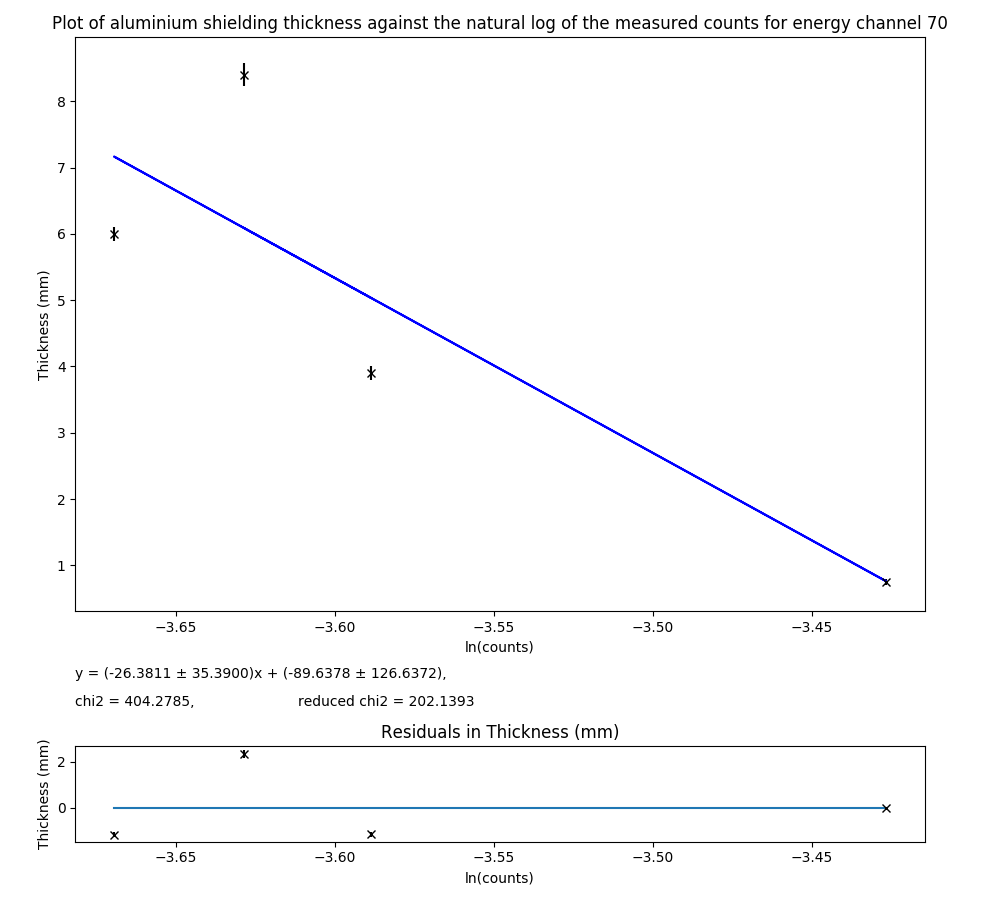 Plot of aluminium shielding thickness against the natural log of the measured counts for energy channel 70
8
7
6
5
4
3
2
1
Thickness (mm)
−3.65 −3.60 −3.55 −3.50 −3.45
ln(counts)
y = (-26.3811 ± 35.3900)x + (-89.6378 ± 126.6372),
chi2 = 404.2785, reduced chi2 = 202.1393
Residuals in Thickness (mm)
2
0
Thickness (mm)
−3.65 −3.60 −3.55 −3.50 −3.45
ln(counts)